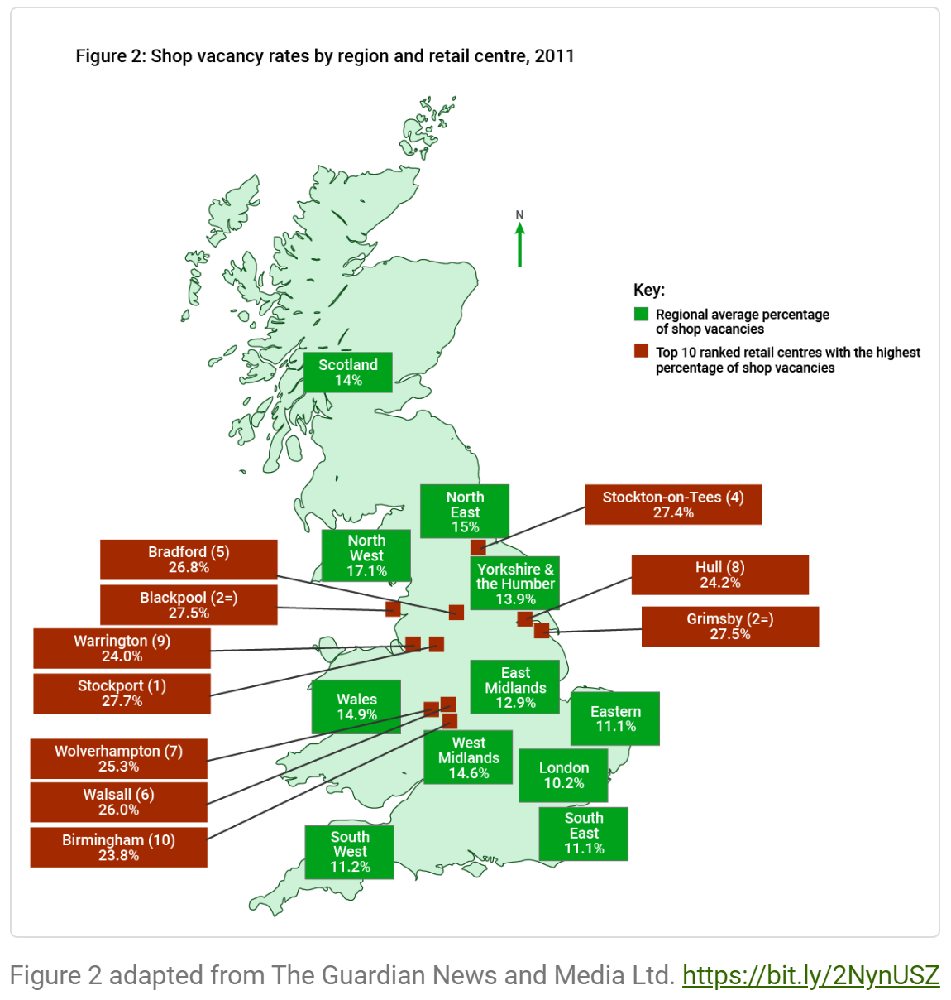 Figure 2: Shop vacancy rates by region and retail centre, 2011
N
Key:
Regional average percentage
of shop vacancies
Top 10 ranked retail centres with the highest
percentage of shop vacancies
Scotland
14%
North
East
15%
Stockton-on-Tees (4)
27.4%
North
West
17.1%
Bradford (5)
26.8%
Yorkshire &
the Humber
13.9%
Hull (8)
24.2%
Blackpool (2=)
27.5%
Grimsby (2=)
27.5%
Warrington (9)
24.0%
Stockport (1)
27.7%
East
Midlands
12.9%
Wales
14.9%
Eastern
11.1%
Wolverhampton (7)
25.3%
West
Midlands
14.6%
London
10.2%
Walsall (6)
26.0%
Birmingham (10)
23.8%
South
East
11.1%
South
West
11.2%
Figure 2 adapted from The Guardian News and Media Ltd. https://bit.ly/2NynUSZ